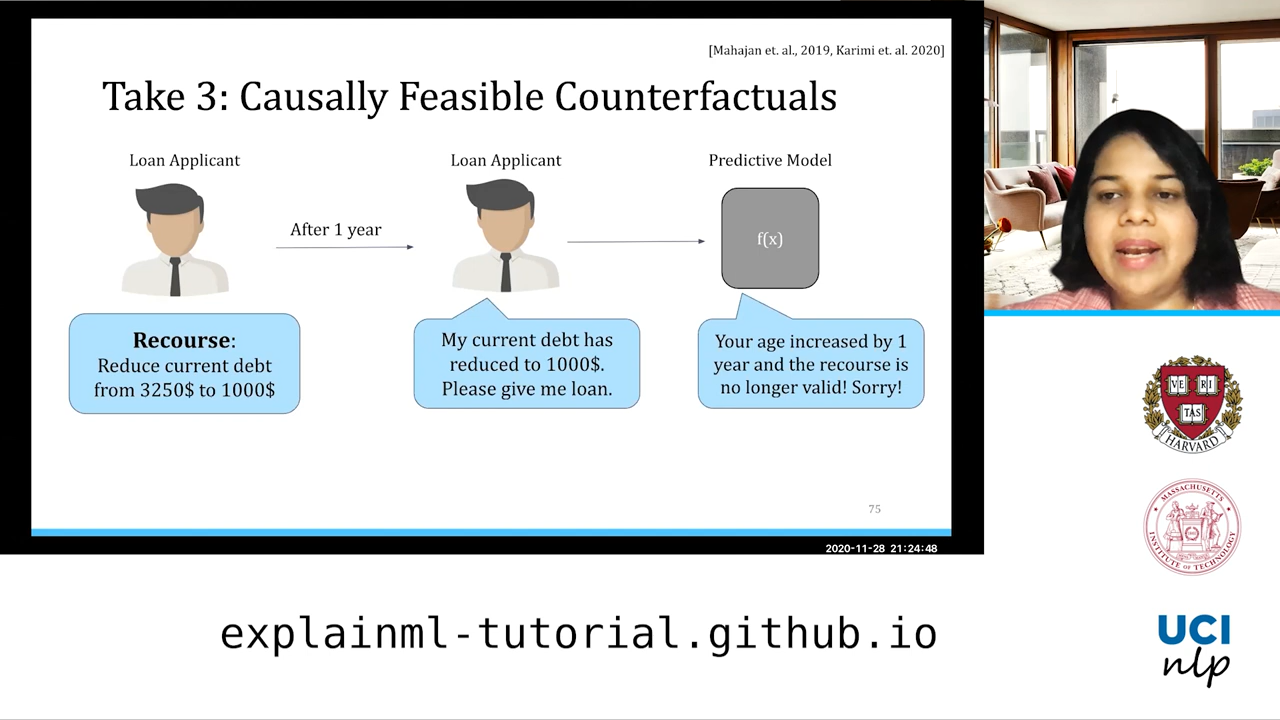 [Mahajan et. al., 2019, Karimi et. al. 2020]
Take 3: Causally Feasible Counterfactuals
Loan Applicant
Loan Applicant
Predictive Model
After 1 year
f(x)
Recourse:
Reduce current debt
from 3250$ to 1000$
My current debt has
reduced to 1000$.
Please give me loan.
Your age increased by 1
year and the recourse is
no longer valid! Sorry!
75
2020-11-28 21:24:48
VE RI
TAS
HARVARD
MASSACHUSETTS
INSTITUTE OF TECHNOLOGY
UCI
nlp
explainml-tutorial.github.io